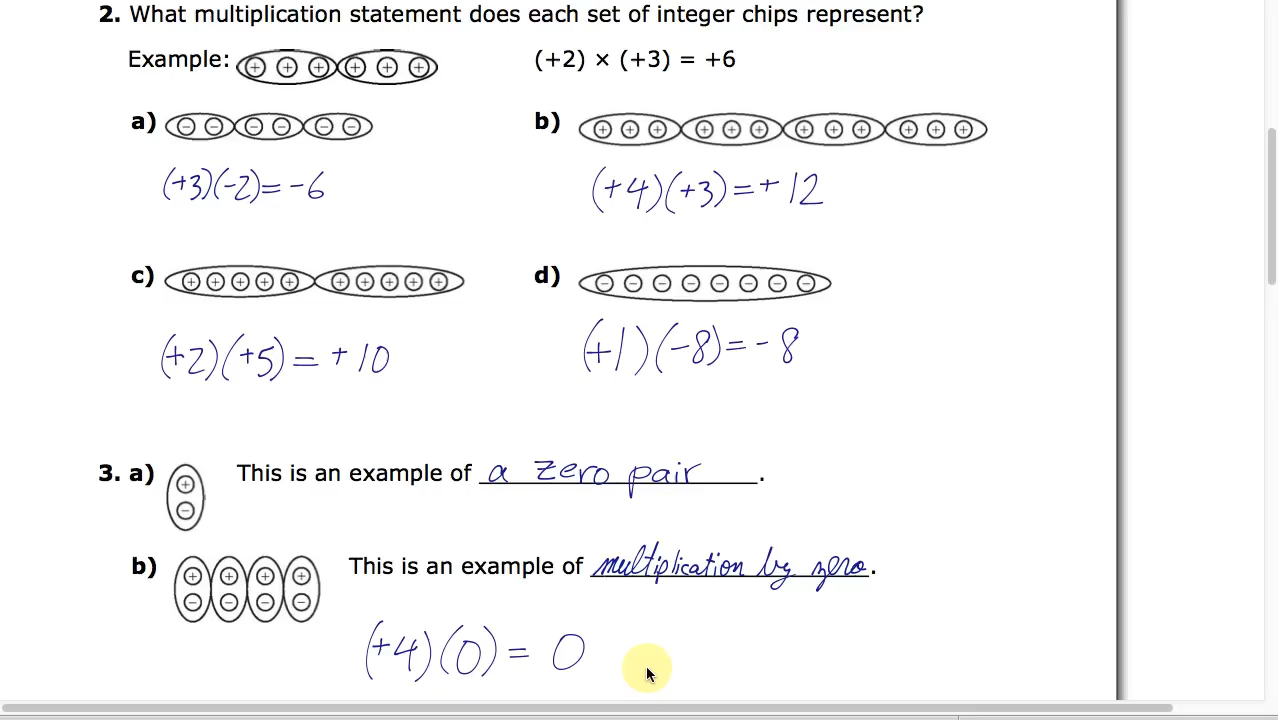 2. What multiplication statement does each set of integer chips represent?
Example: (+2) × (+3) = +6
a) b)
(+3)(-2)= -6 (+4)(+3)=+12
c) d)
(+2)(+5) = +10 (+1)(-8)= -8
3. a) This is an example of a zero pair.
b) This is an example of multiplication by zero.
(+4)(0) = 0